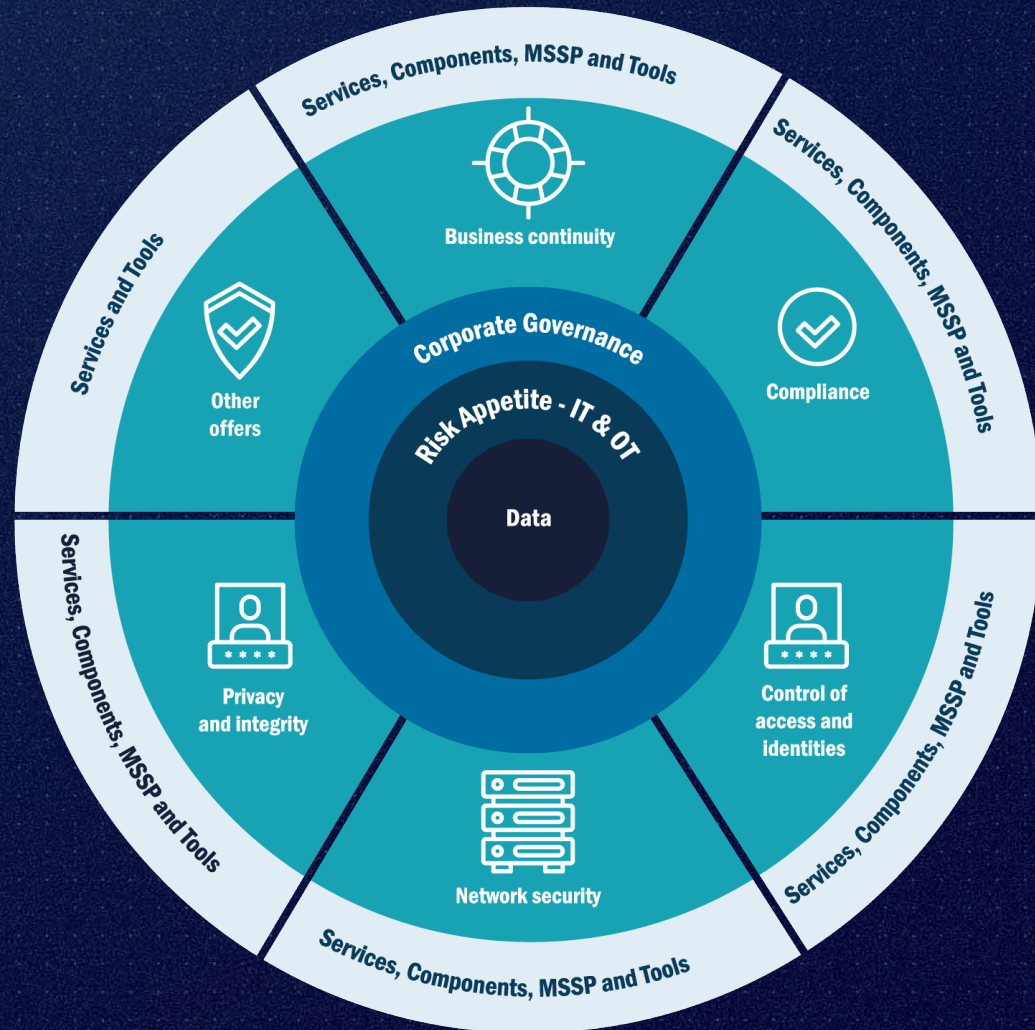 Services, Components, MSSP and Tools
Business continuity
Services, Components, MSSP and Tools
Compliance
Services, Components, MSSP and Tools
Control of
access and
identities
Services, Components, MSSP and Tools
Network security
Services, Components, MSSP and Tools
Privacy
and integrity
Services and Tools
Other
offers
Corporate Governance
Risk Appetite - IT & OT
Data
* * * *
* * * *